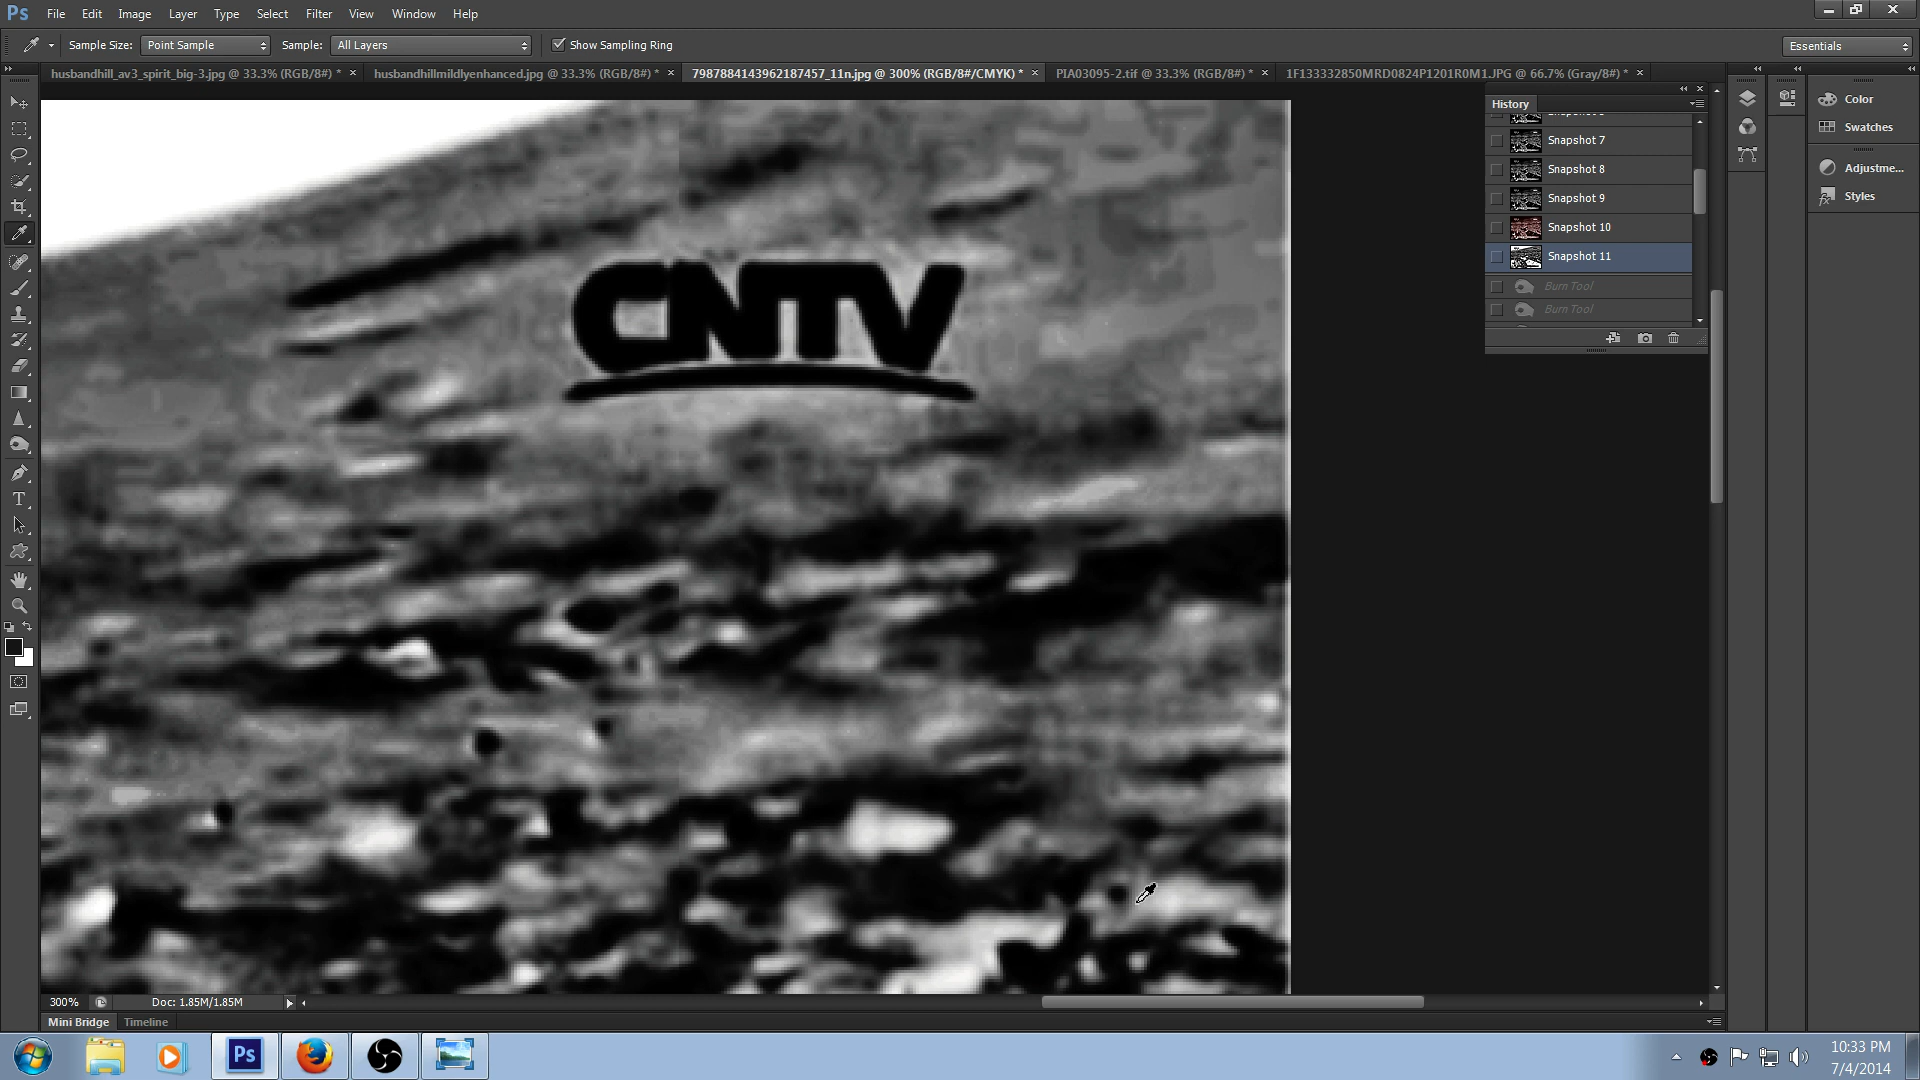 Ps File Edit Image Layer Type Select Filter View Window Help
Sample Size: Point Sample Sample: All Layers Show Sampling Ring Essentials
husbandhill_av3_spirit_big-3.jpg @ 33.3% (RGB/8#) * × husbandhillmildlyenhanced.jpg @ 33.3% (RGB/8#) * × 7987884143962187457_11n.jpg @ 300% (RGB/8#/CMYK) * × PIA03095-2.tif @ 33.3% (RGB/8#) * × 1F133332850MRD0824P1201R0M1.JPG @ 66.7% (Gray/8#) * ×
History
Snapshot 7
Snapshot 8
Snapshot 9
Snapshot 10
Snapshot 11
Burn Tool
Burn Tool
Color
Swatches
Adjustme...
Styles
CNTV
300% Doc: 1.85M/1.85M
Mini Bridge Timeline
Ps
10:33 PM
7/4/2014